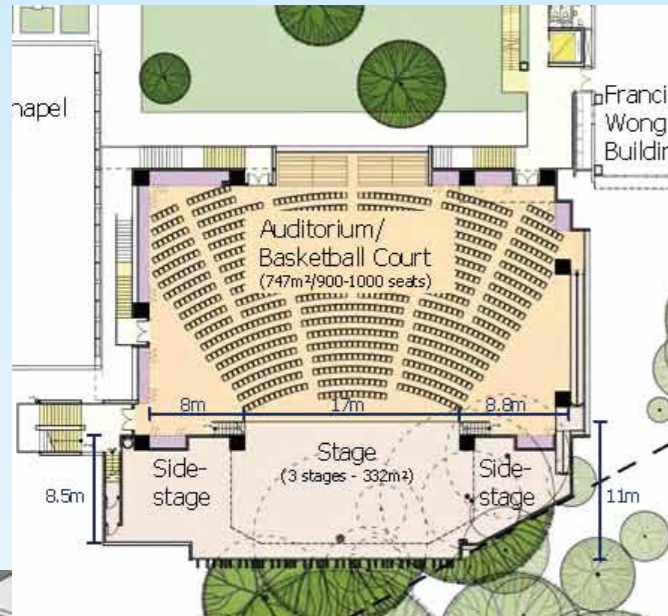 hapel
Franci
Wong
Buildin
Auditorium/
Basketball Court
(747m²/900-1000 seats)
8m
17m
8.8m
Stage
(3 stages - 332m²)
Side-
stage
Side-
stage
8.5m
11m